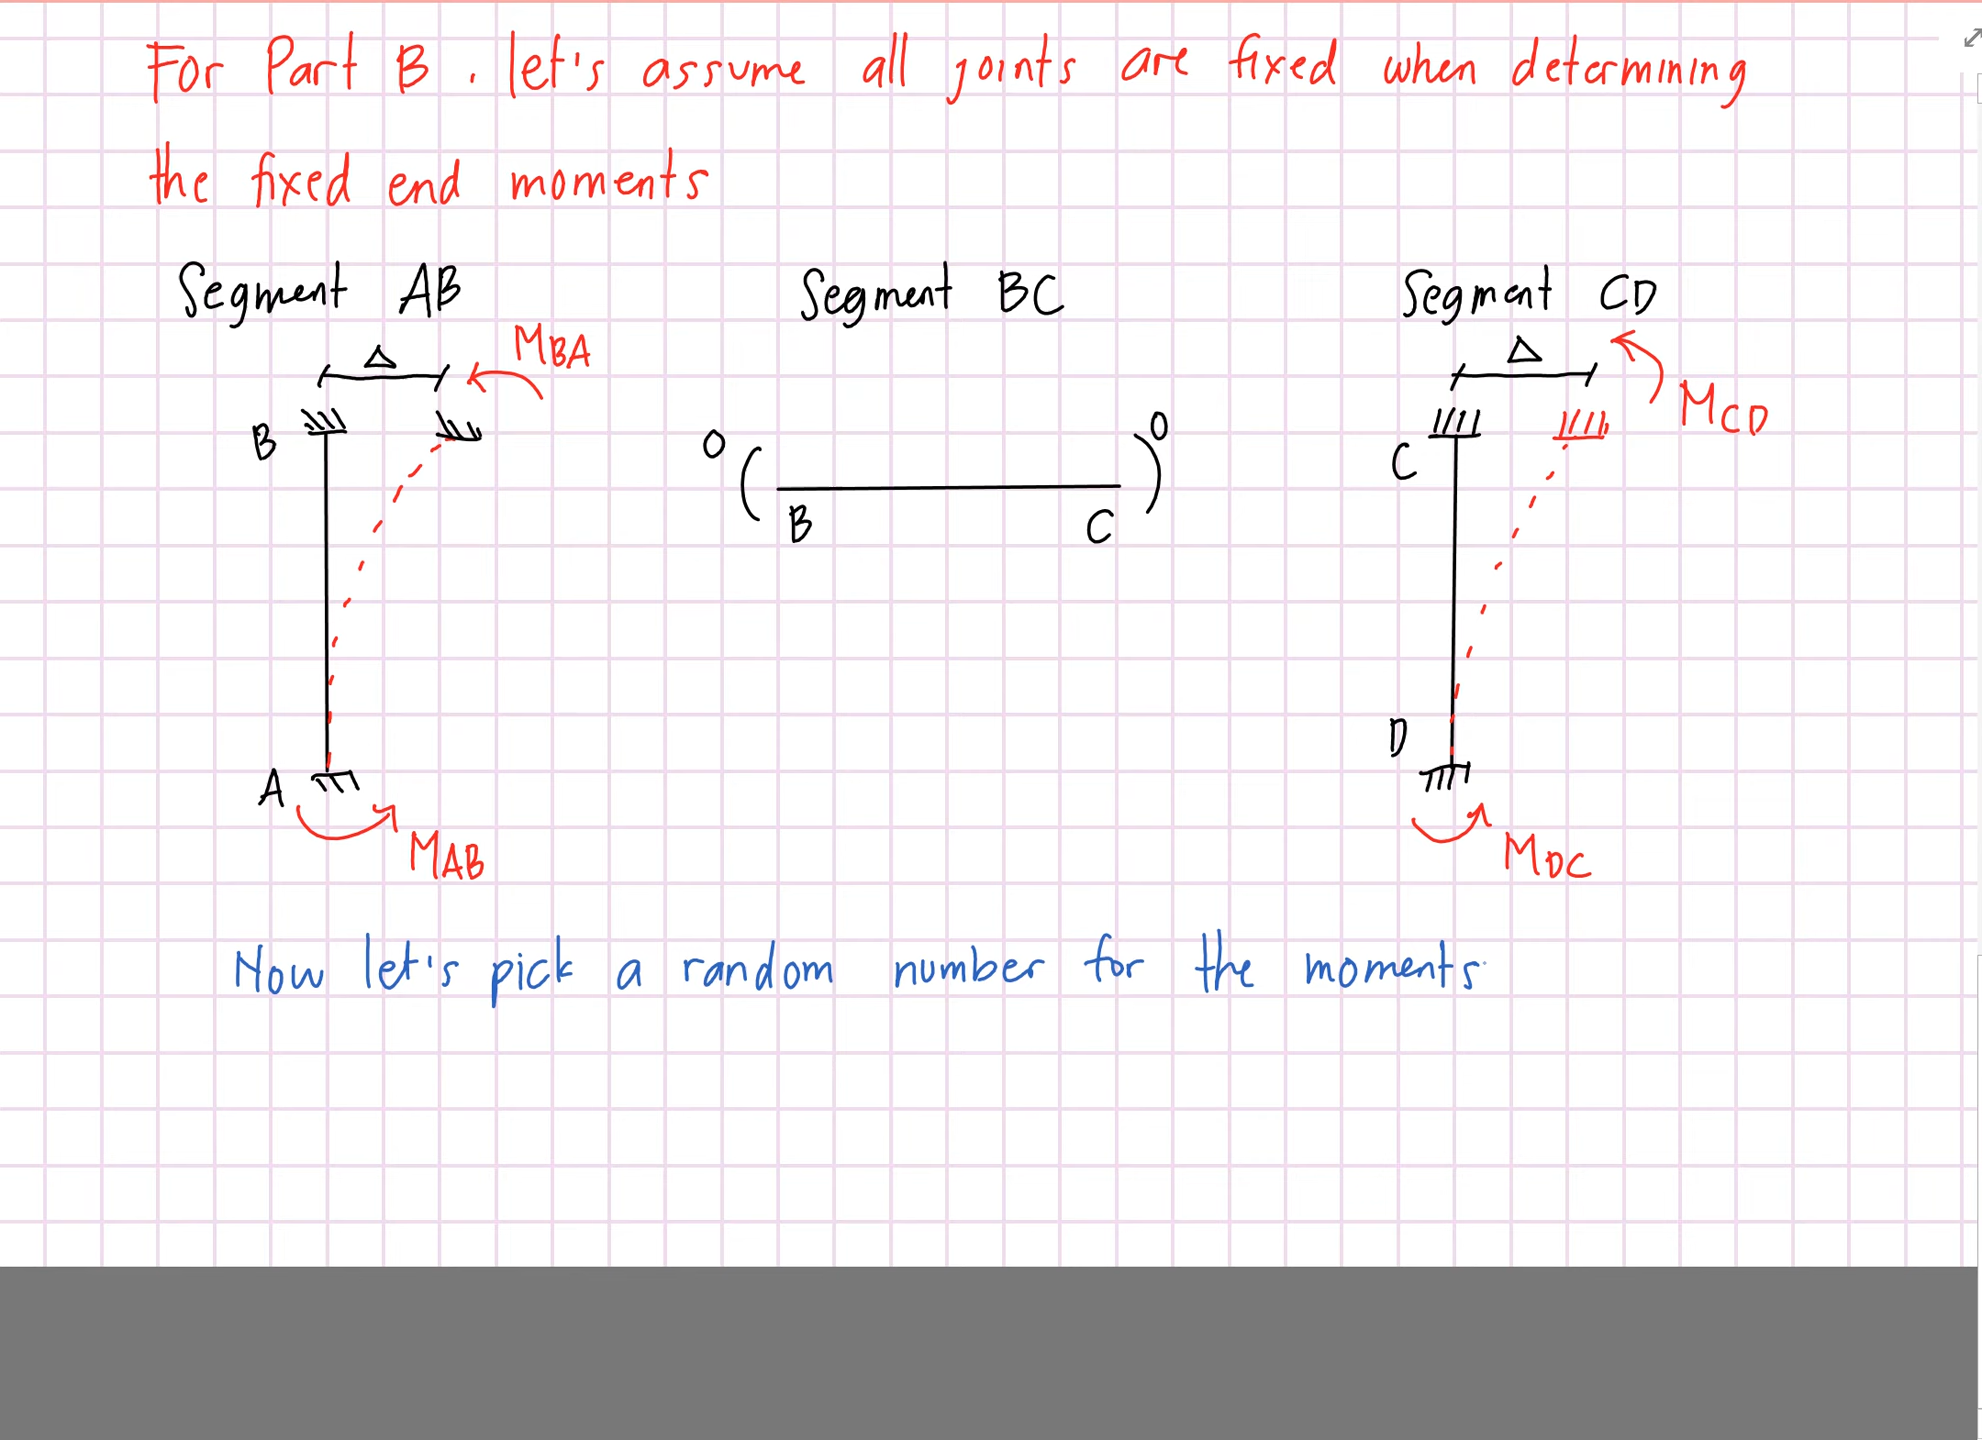 For Part B. let's assume all joints are fixed when determining
the fixed end moments
Segment AB
Segment BC
Segment CD
Δ
MBA
B
A
MAB
0
0
B
C
Δ
MCD
C
D
MDC
Now let's pick a random number for the moments